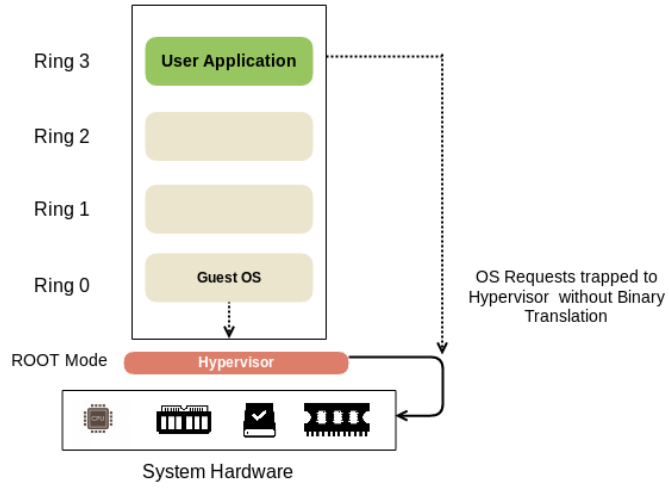 Ring 3
User Application
Ring 2
Ring 1
Ring 0
Guest OS
OS Requests trapped to
Hypervisor without Binary
Translation
ROOT Mode
Hypervisor
CPU
System Hardware